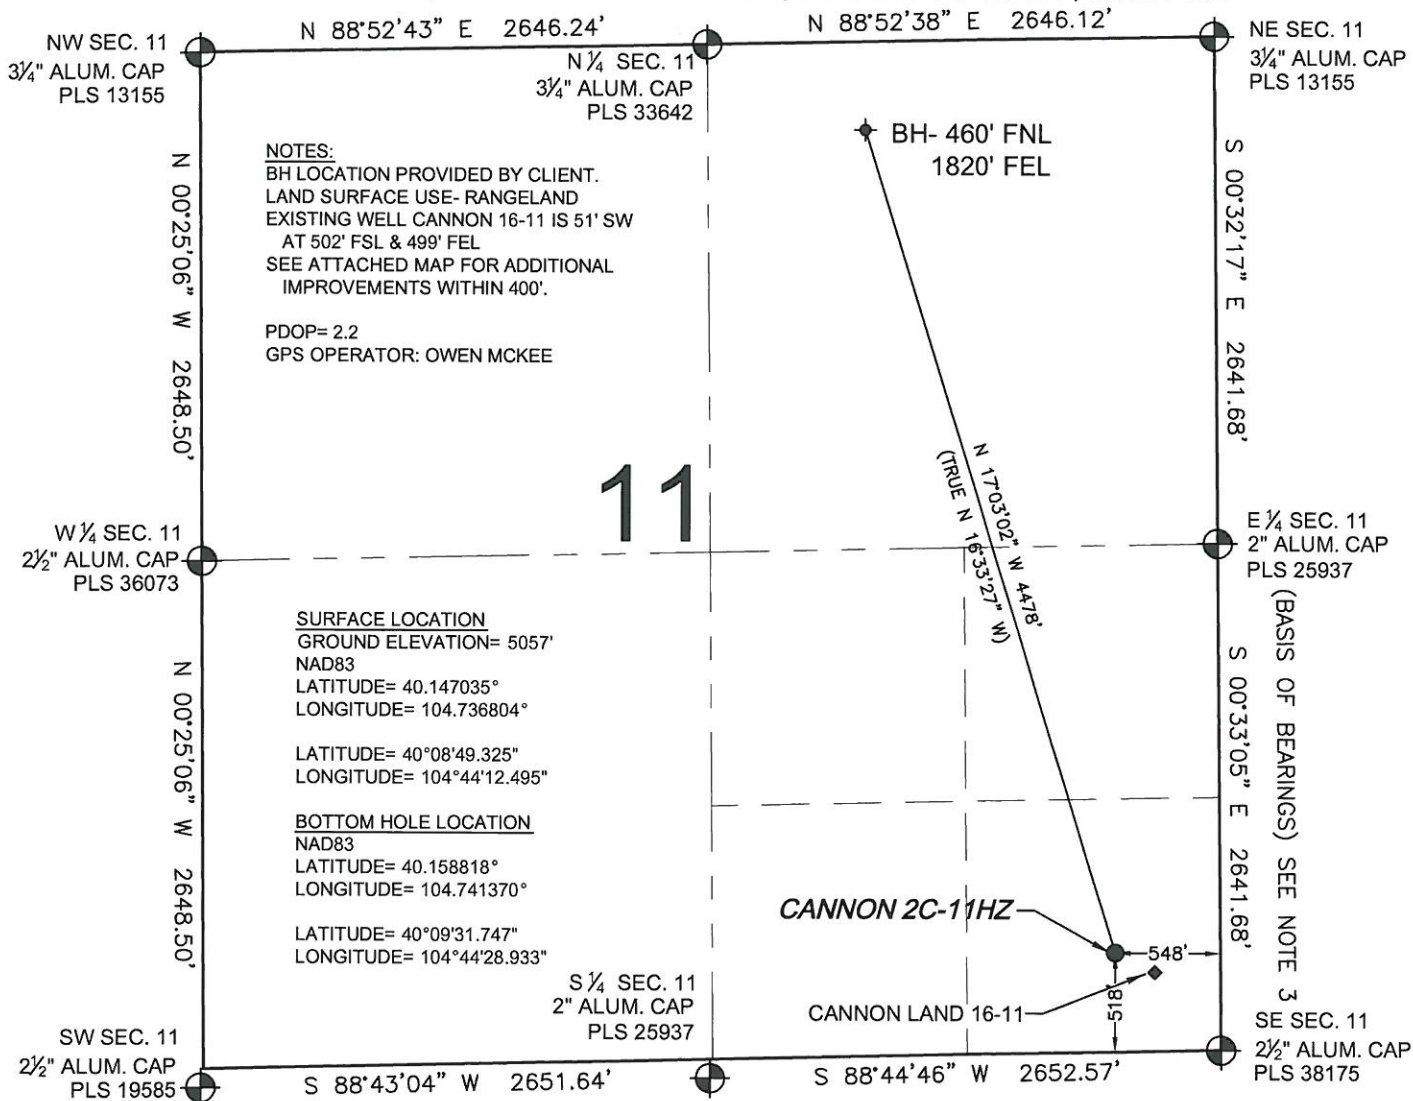 N 88°52'43" E 2646.24'
N 88°52'38" E 2646.12'
NW SEC. 11
3¼" ALUM. CAP
PLS 13155
N ¼ SEC. 11
3¼" ALUM. CAP
PLS 33642
NE SEC. 11
3¼" ALUM. CAP
PLS 13155
BH- 460' FNL
1820' FEL
NOTES:
BH LOCATION PROVIDED BY CLIENT.
LAND SURFACE USE- RANGELAND
EXISTING WELL CANNON 16-11 IS 51' SW
AT 502' FSL & 499' FEL
SEE ATTACHED MAP FOR ADDITIONAL
IMPROVEMENTS WITHIN 400'.
PDOP= 2.2
GPS OPERATOR: OWEN MCKEE
N 00°25'06" W 2648.50'
S 00°32'17" E 2641.68'
11
N 17°03'02" W 4478'
(TRUE N 16°33'27" W)
W ¼ SEC. 11
2½" ALUM. CAP
PLS 36073
E ¼ SEC. 11
2" ALUM. CAP
PLS 25937
SURFACE LOCATION
GROUND ELEVATION= 5057'
NAD83
LATITUDE= 40.147035°
LONGITUDE= 104.736804°
LATITUDE= 40°08'49.325"
LONGITUDE= 104°44'12.495"
BOTTOM HOLE LOCATION
NAD83
LATITUDE= 40.158818°
LONGITUDE= 104.741370°
LATITUDE= 40°09'31.747"
LONGITUDE= 104°44'28.933"
N 00°25'06" W 2648.50'
S 00°33'05" E 2641.68'
(BASIS OF BEARINGS) SEE NOTE 3
CANNON 2C-11HZ
548'
518'
CANNON LAND 16-11
S ¼ SEC. 11
2" ALUM. CAP
PLS 25937
SW SEC. 11
2½" ALUM. CAP
PLS 19585
SE SEC. 11
2½" ALUM. CAP
PLS 38175
S 88°43'04" W 2651.64'
S 88°44'46" W 2652.57'